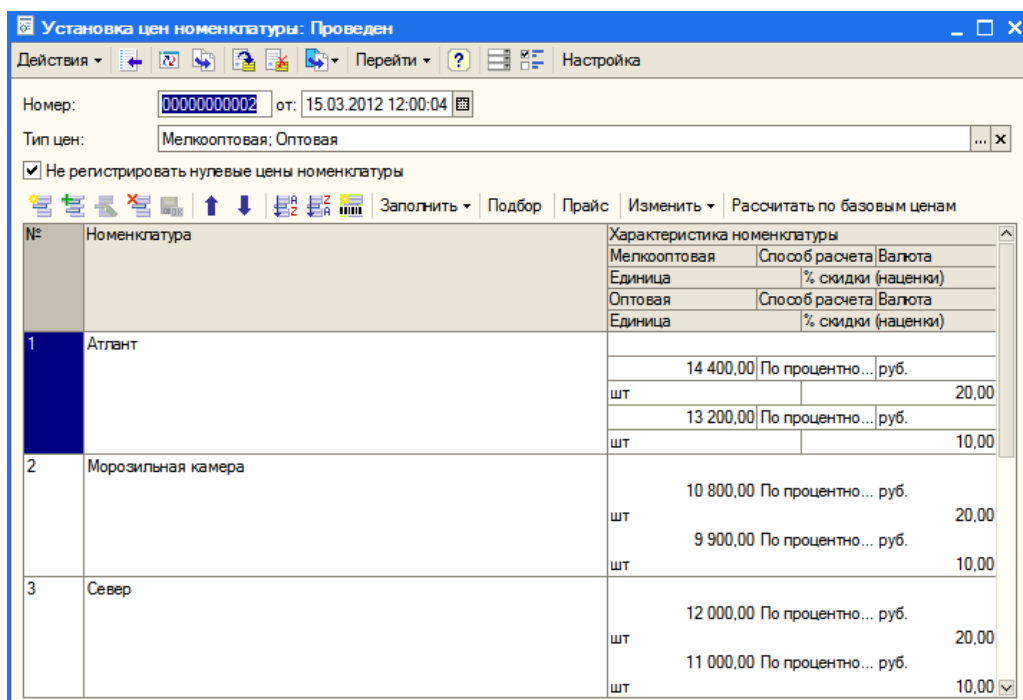 Установка цен номенклатуры: Проведен
Действия Перейти ? Настройка
Номер: 00000000002 от: 15.03.2012 12:00:04
Тип цен: Мелкооптовая; Оптовая ... x
Не регистрировать нулевые цены номенклатуры
Заполнить Подбор Прайс Изменить Рассчитать по базовым ценам
№ Номенклатура Характеристика номенклатуры
Мелкооптовая Способ расчета Валюта
Единица % скидки (наценки)
Оптовая Способ расчета Валюта
Единица % скидки (наценки)
1 Атлант
14 400,00 По процентно... руб.
шт 20,00
13 200,00 По процентно... руб.
шт 10,00
2 Морозильная камера
10 800,00 По процентно... руб.
шт 20,00
9 900,00 По процентно... руб.
шт 10,00
3 Север
12 000,00 По процентно... руб.
шт 20,00
11 000,00 По процентно... руб.
шт 10,00